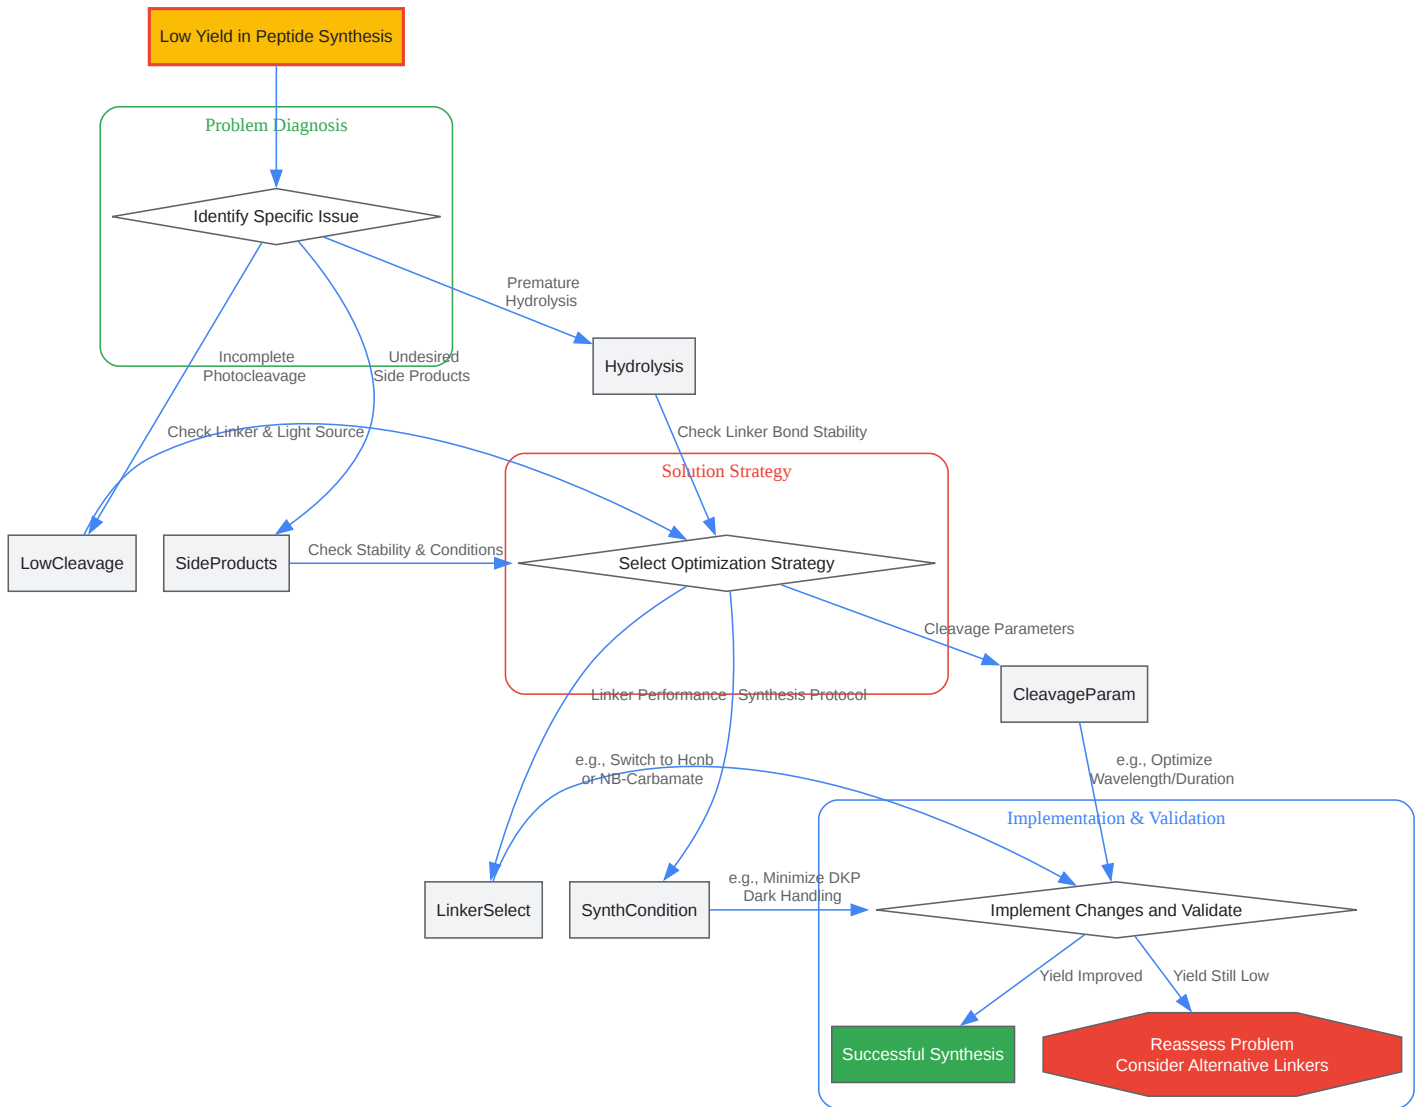 Low Yield in Peptide Synthesis
Problem Diagnosis
Identify Specific Issue
Premature
Hydrolysis
Incomplete
Photocleavage
Undesired
Side Products
Hydrolysis
Check Linker & Light Source
Check Linker Bond Stability
Solution Strategy
LowCleavage
SideProducts
Check Stability & Conditions
Select Optimization Strategy
Cleavage Parameters
Linker Performance
Synthesis Protocol
CleavageParam
e.g., Switch to Hcnb
or NB-Carbamate
e.g., Optimize
Wavelength/Duration
Implementation & Validation
LinkerSelect
SynthCondition
e.g., Minimize DKP
Dark Handling
Implement Changes and Validate
Yield Improved
Yield Still Low
Successful Synthesis
Reassess Problem
Consider Alternative Linkers